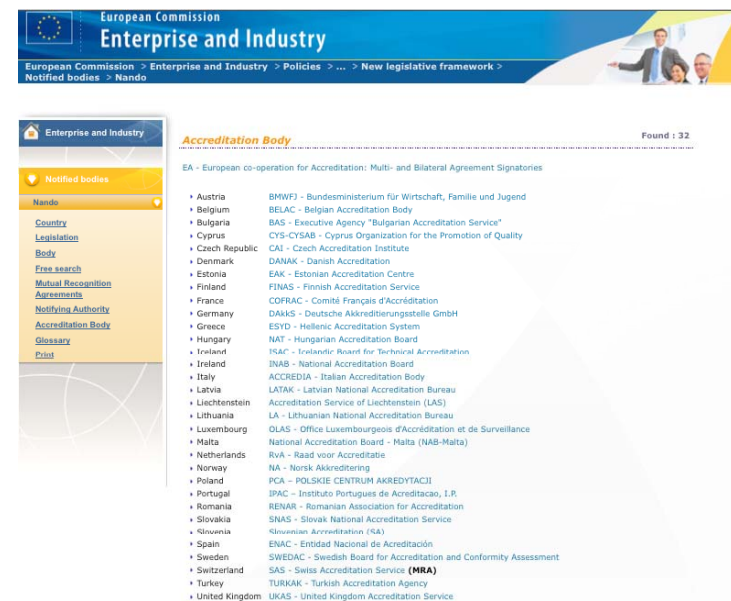 European Commission
Enterprise and Industry
European Commission > Enterprise and Industry > Policies > ... > New legislative framework >
Notified bodies > Nando
Enterprise and Industry
Notified bodies
Nando
Country
Legislation
Body
Free search
Mutual Recognition
Agreements
Notifying Authority
Accreditation Body
Glossary
Print
Accreditation Body
Found : 32
EA - European co-operation for Accreditation: Multi- and Bilateral Agreement Signatories
Austria BMWFJ - Bundesministerium für Wirtschaft, Familie und Jugend
Belgium BELAC - Belgian Accreditation Body
Bulgaria BAS - Executive Agency "Bulgarian Accreditation Service"
Cyprus CYS-CYSAB - Cyprus Organization for the Promotion of Quality
Czech Republic CAI - Czech Accreditation Institute
Denmark DANAK - Danish Accreditation
Estonia EAK - Estonian Accreditation Centre
Finland FINAS - Finnish Accreditation Service
France COFRAC - Comité Français d'Accréditation
Germany DAkkS - Deutsche Akkreditierungsstelle GmbH
Greece ESYD - Hellenic Accreditation System
Hungary NAT - Hungarian Accreditation Board
Iceland ISAC - Icelandic Board for Technical Accreditation
Ireland INAB - National Accreditation Board
Italy ACCREDIA - Italian Accreditation Body
Latvia LATAK - Latvian National Accreditation Bureau
Liechtenstein Accreditation Service of Liechtenstein (LAS)
Lithuania LA - Lithuanian National Accreditation Bureau
Luxembourg OLAS - Office Luxembourgeois d'Accréditation et de Surveillance
Malta National Accreditation Board - Malta (NAB-Malta)
Netherlands RvA - Raad voor Accreditatie
Norway NA - Norsk Akkreditering
Poland PCA – POLSKIE CENTRUM AKREDYTACJI
Portugal IPAC – Instituto Portugues de Acreditacao, I.P.
Romania RENAR - Romanian Association for Accreditation
Slovakia SNAS - Slovak National Accreditation Service
Slovenia Slovenian Accreditation (SA)
Spain ENAC - Entidad Nacional de Acreditación
Sweden SWEDAC - Swedish Board for Accreditation and Conformity Assessment
Switzerland SAS - Swiss Accreditation Service (MRA)
Turkey TURKAK - Turkish Accreditation Agency
United Kingdom UKAS - United Kingdom Accreditation Service